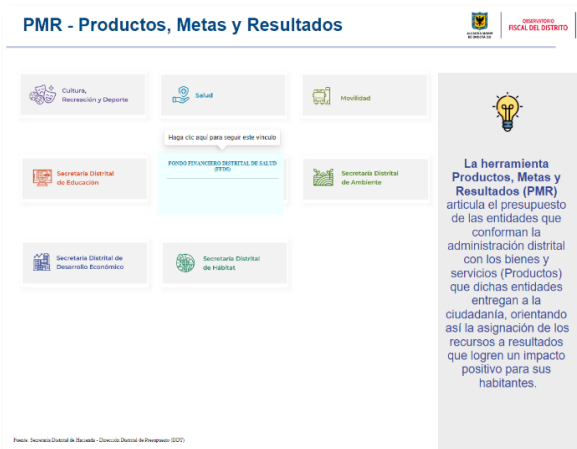 PMR - Productos, Metas y Resultados
ALCALDÍA MAYOR
DE BOGOTÁ D.C.
OBSERVATORIO
FISCAL DEL DISTRITO
Cultura,
Recreación y Deporte
Salud
Movilidad
Haga clic aquí para seguir este vínculo
FONDO FINANCIERO DISTRITAL DE SALUD
(FFDS)
Secretaría Distrital
de Educación
Secretaría Distrital
de Ambiente
Secretaría Distrital de
Desarrollo Económico
Secretaría Distrital
de Hábitat
La herramienta
Productos, Metas y
Resultados (PMR)
articula el presupuesto
de las entidades que
conforman la
administración distrital
con los bienes y
servicios (Productos)
que dichas entidades
entregan a la
ciudadanía, orientando
así la asignación de los
recursos a resultados
que logren un impacto
positivo para sus
habitantes.
Fuente: Secretaría Distrital de Hacienda - Dirección Distrital de Presupuesto (DDP)